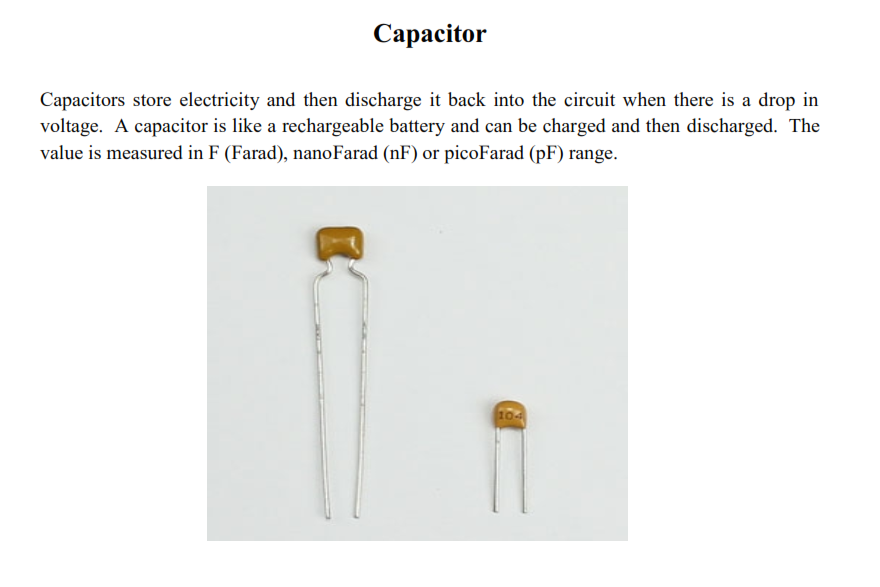 Capacitor
Capacitors store electricity and then discharge it back into the circuit when there is a drop in
voltage. A capacitor is like a rechargeable battery and can be charged and then discharged. The
value is measured in F (Farad), nanoFarad (nF) or picoFarad (pF) range.
104